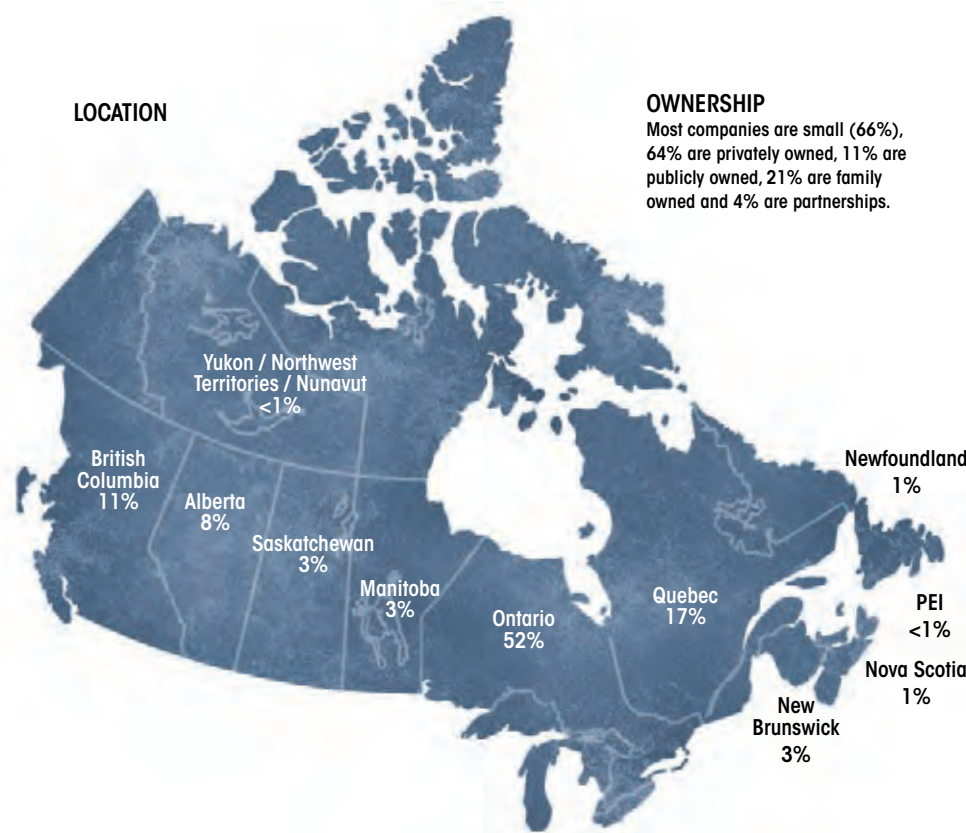 LOCATION
OWNERSHIP
Most companies are small (66%),
64% are privately owned, 11% are
publicly owned, 21% are family
owned and 4% are partnerships.
Yukon / Northwest
Territories / Nunavut
<1%
British
Columbia
11%
Alberta
8%
Saskatchewan
3%
Manitoba
3%
Ontario
52%
Quebec
17%
Newfoundland
1%
PEI
<1%
Nova Scotia
1%
New
Brunswick
3%